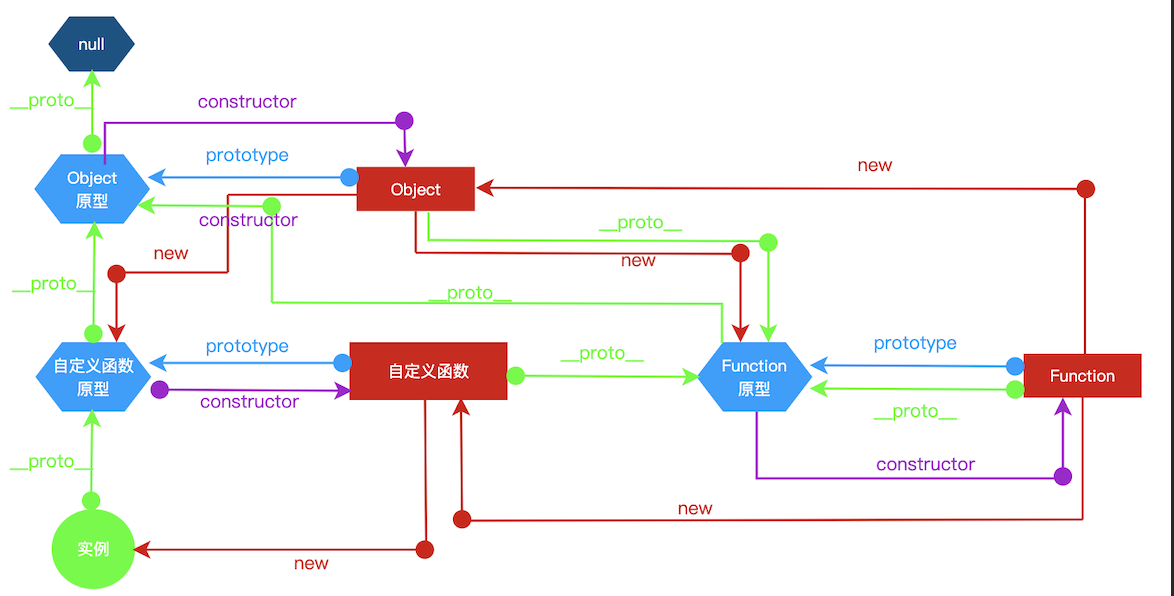 null
__proto__
constructor
prototype
new
Object
原型
Object
constructor
__proto__
new
new
__proto__
__proto__
prototype
__proto__
prototype
自定义函数
原型
自定义函数
Function
原型
Function
constructor
__proto__
__proto__
constructor
new
实例
new